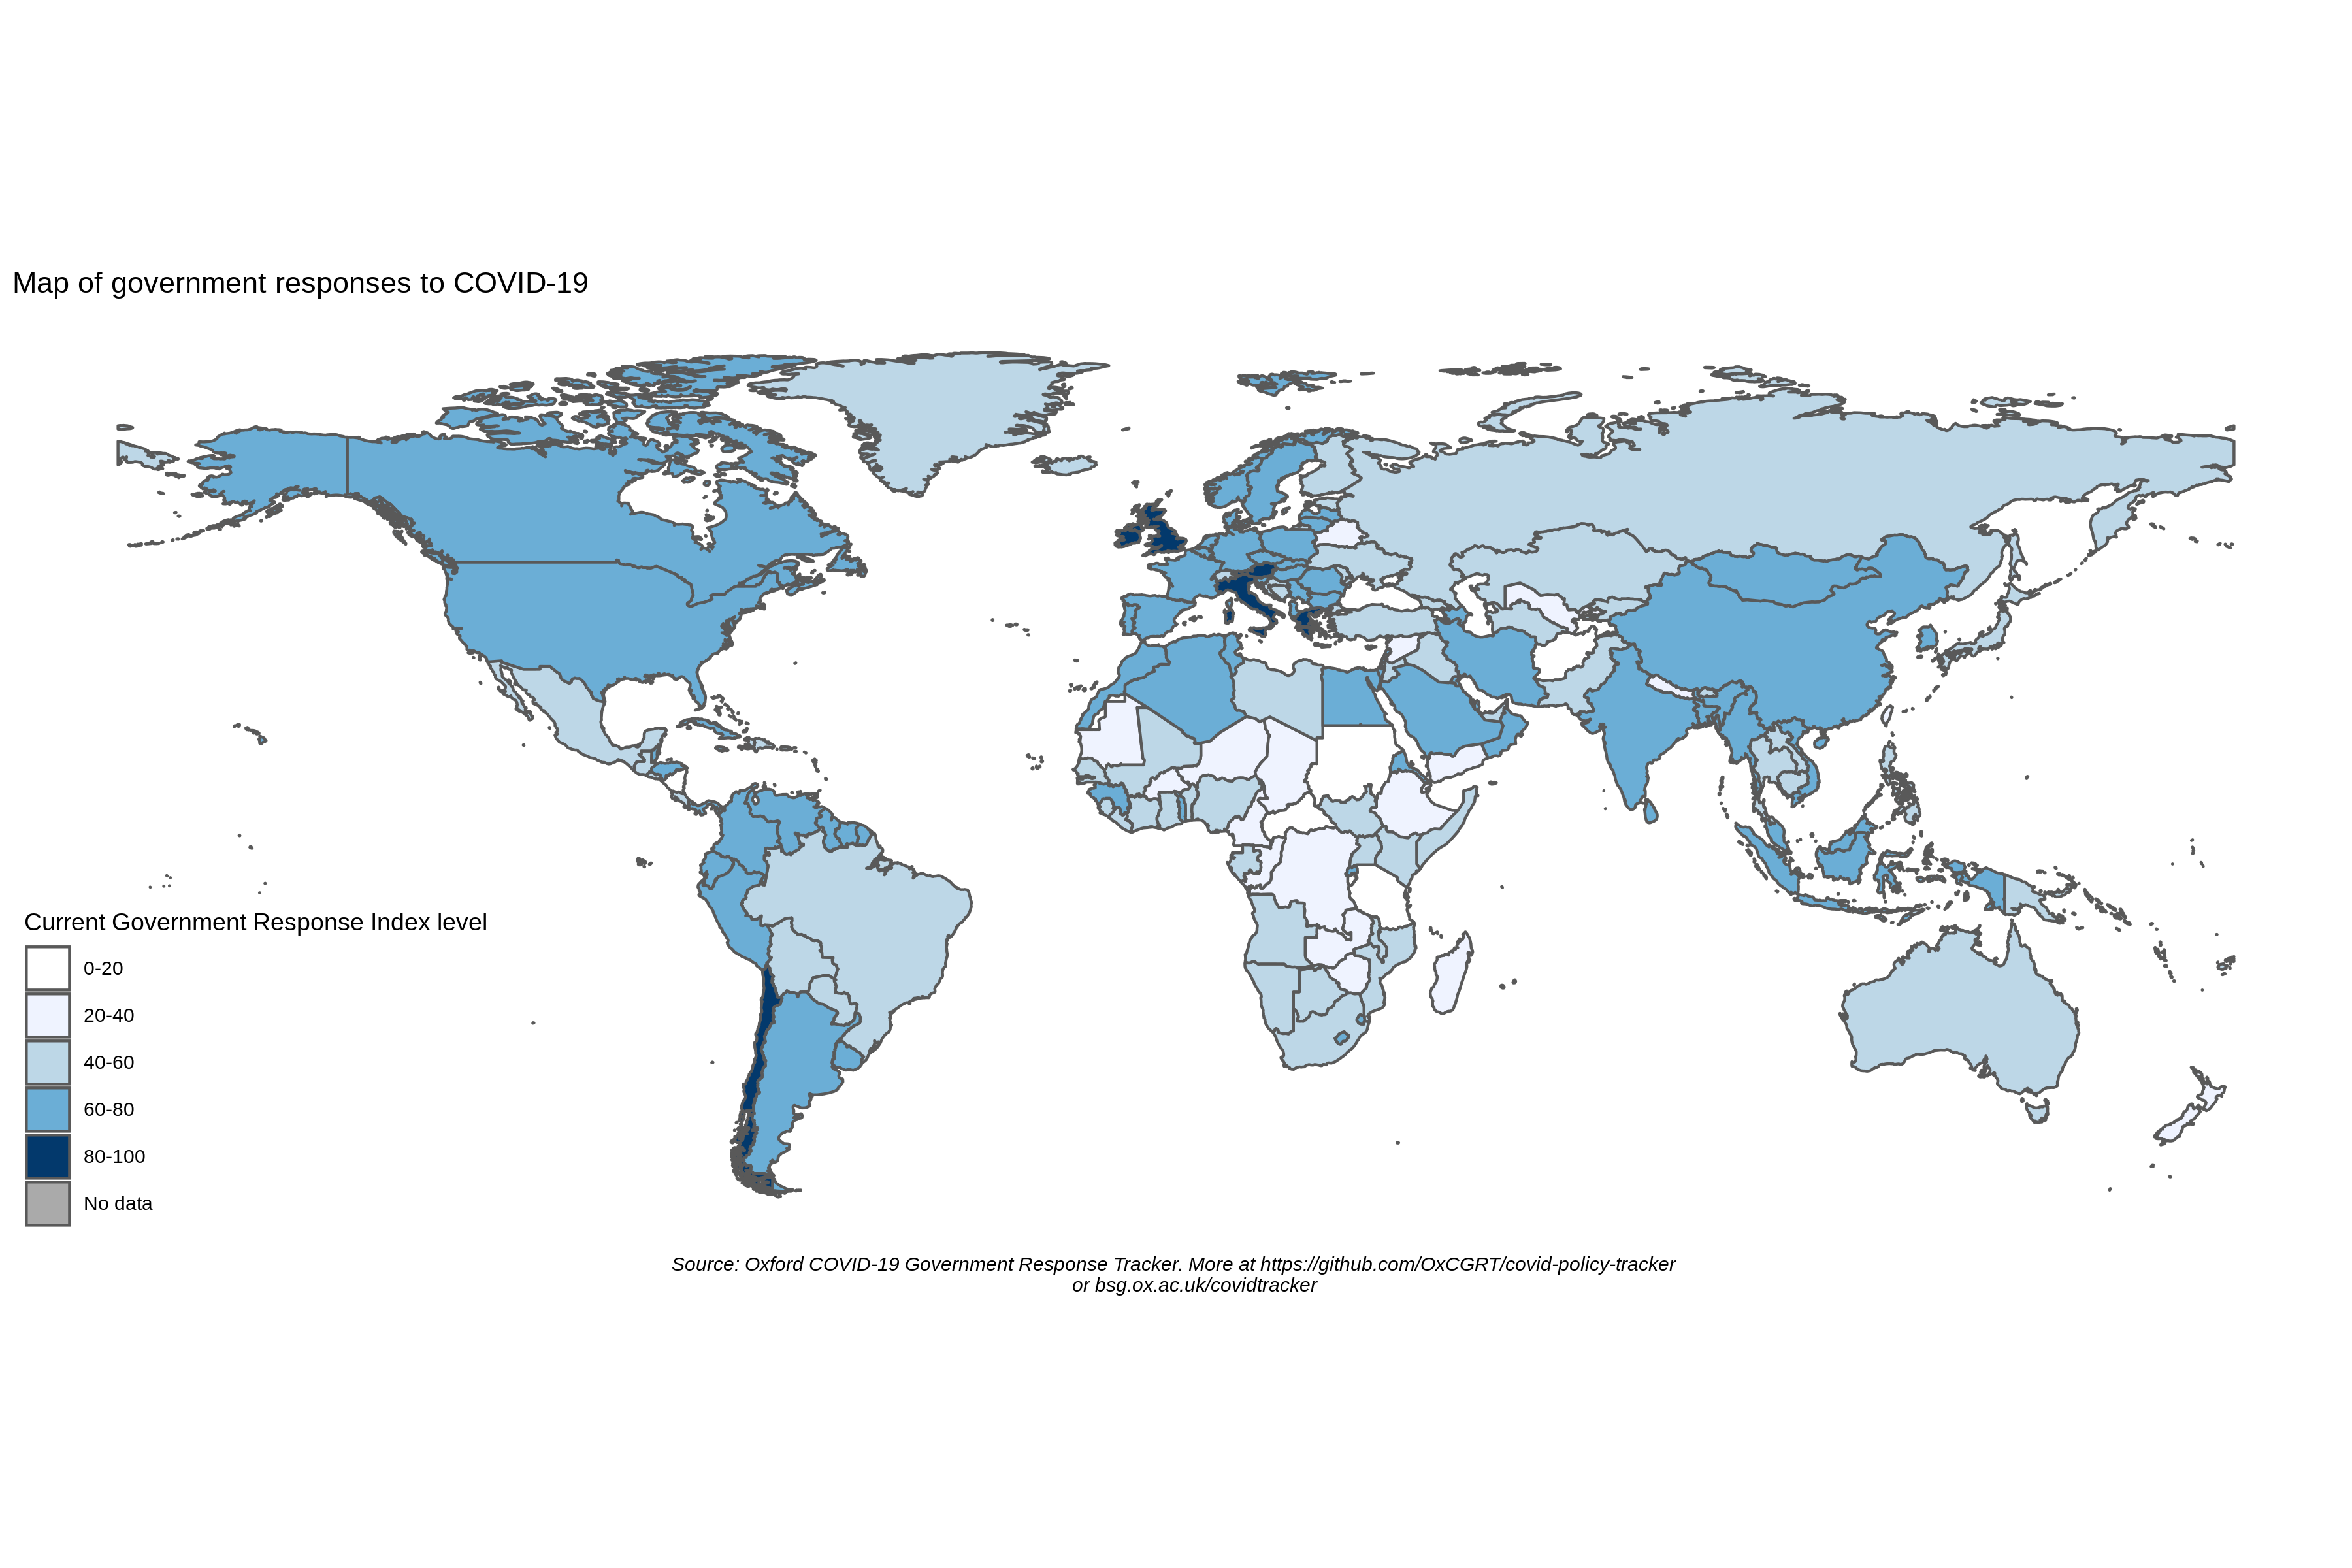 Map of government responses to COVID-19
Current Government Response Index level
0-20
20-40
40-60
60-80
80-100
No data
Source: Oxford COVID-19 Government Response Tracker. More at https://github.com/OxCGRT/covid-policy-tracker
or bsg.ox.ac.uk/covidtracker